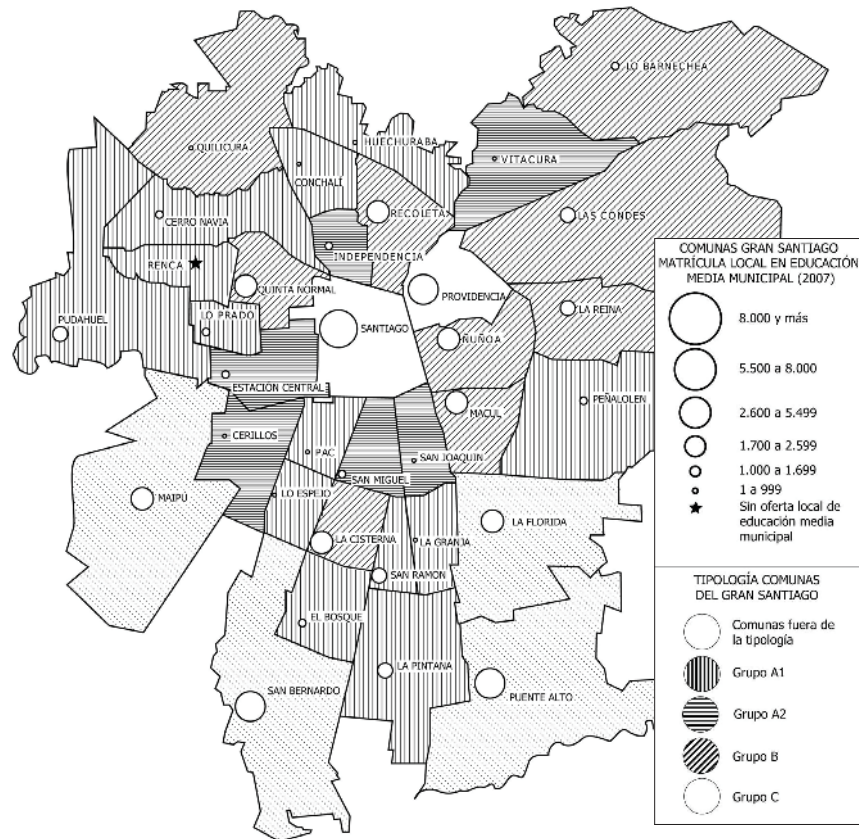 LO BARNECHEA
QUILICURA
HUECHURABA
VITACURA
CONCHALÍ
CERRO NAVIA
RECOLETA
LAS CONDES
INDEPENDENCIA
RENCA
QUINTA NORMAL
PROVIDENCIA
LA REINA
LO PRADO
PUDAHUEL
SANTIAGO
ÑUÑOA
ESTACIÓN CENTRAL
PEÑALOLEN
MACUL
CERILLOS
PAC
SAN JOAQUIN
SAN MIGUEL
MAIPÚ
LO ESPEJO
LA FLORIDA
LA CISTERNA
LA GRANJA
SAN RAMON
EL BOSQUE
LA PINTANA
SAN BERNARDO
PUENTE ALTO
COMUNAS GRAN SANTIAGO
MATRÍCULA LOCAL EN EDUCACIÓN
MEDIA MUNICIPAL (2007)
8.000 y más
5.500 a 8.000
2.600 a 5.499
1.700 a 2.599
1.000 a 1.699
1 a 999
Sin oferta local de
educación media
municipal
TIPOLOGÍA COMUNAS
DEL GRAN SANTIAGO
Comunas fuera de
la tipología
Grupo A1
Grupo A2
Grupo B
Grupo C